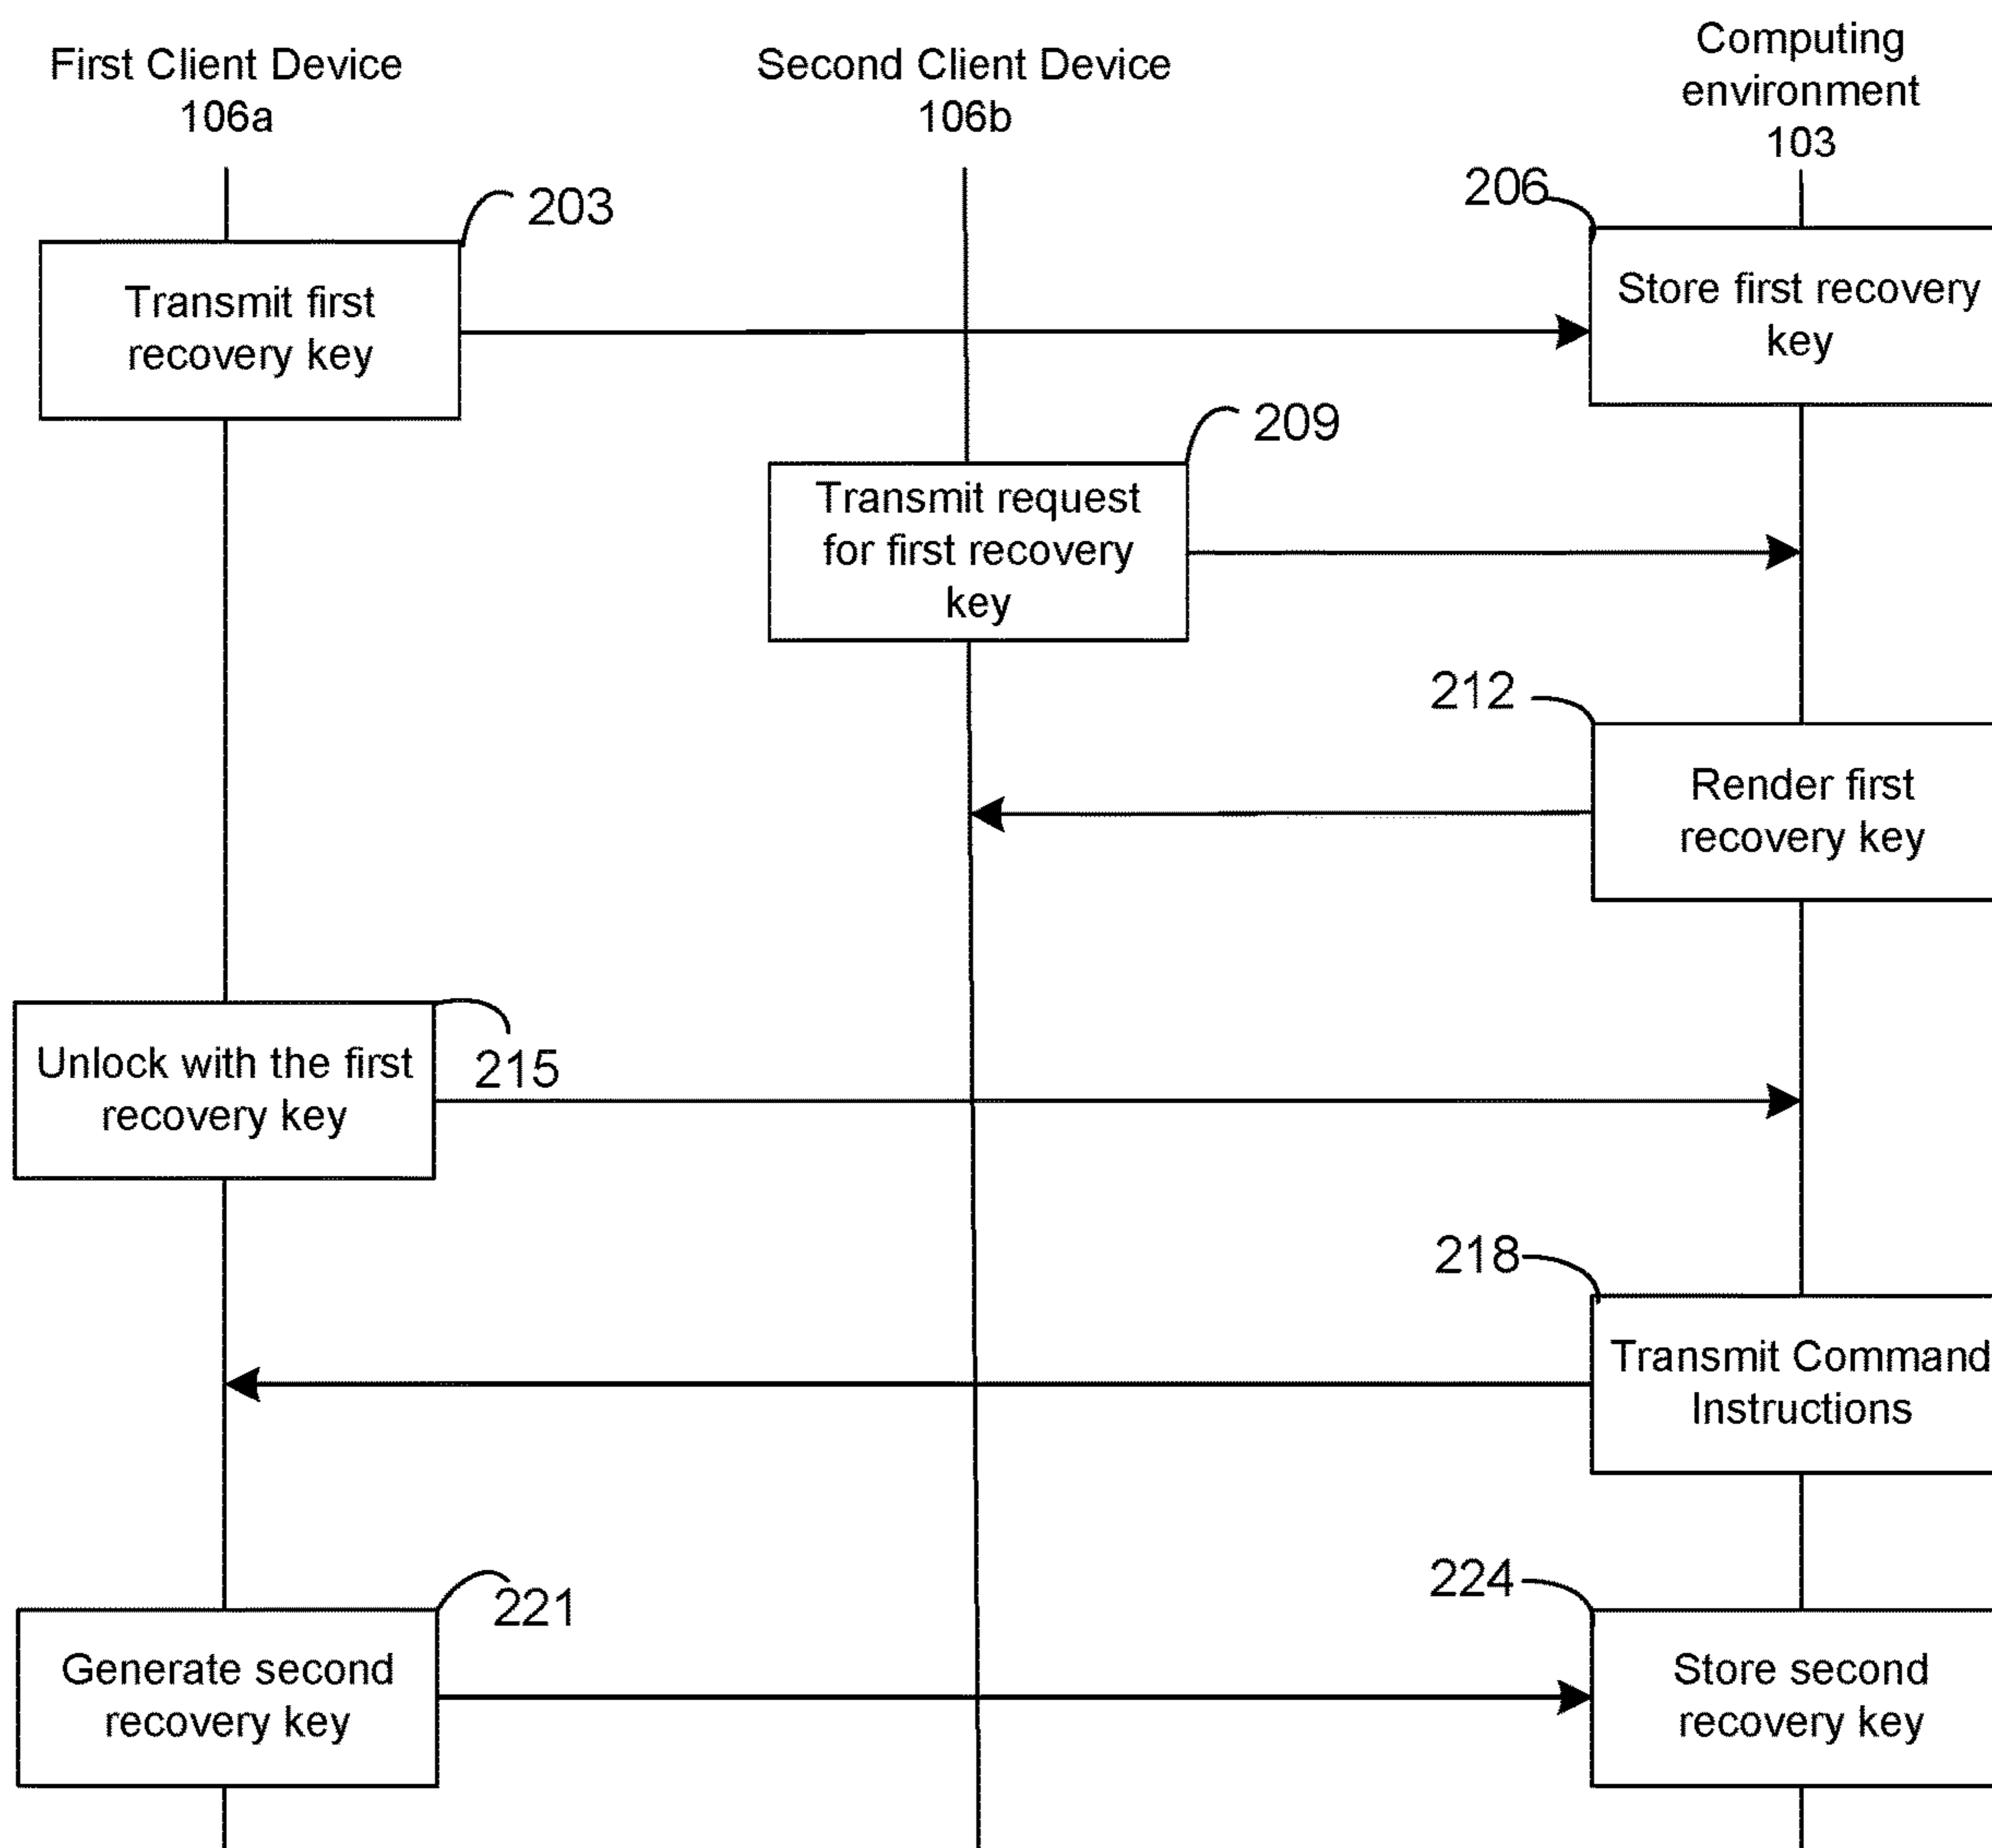 First Client Device
106a
Second Client Device
106b
Computing
environment
103
203
206
Transmit first
recovery key
Store first recovery
key
209
Transmit request
for first recovery
key
212
Render first
recovery key
215
Unlock with the first
recovery key
218
Transmit Command
Instructions
221
Generate second
recovery key
224
Store second
recovery key